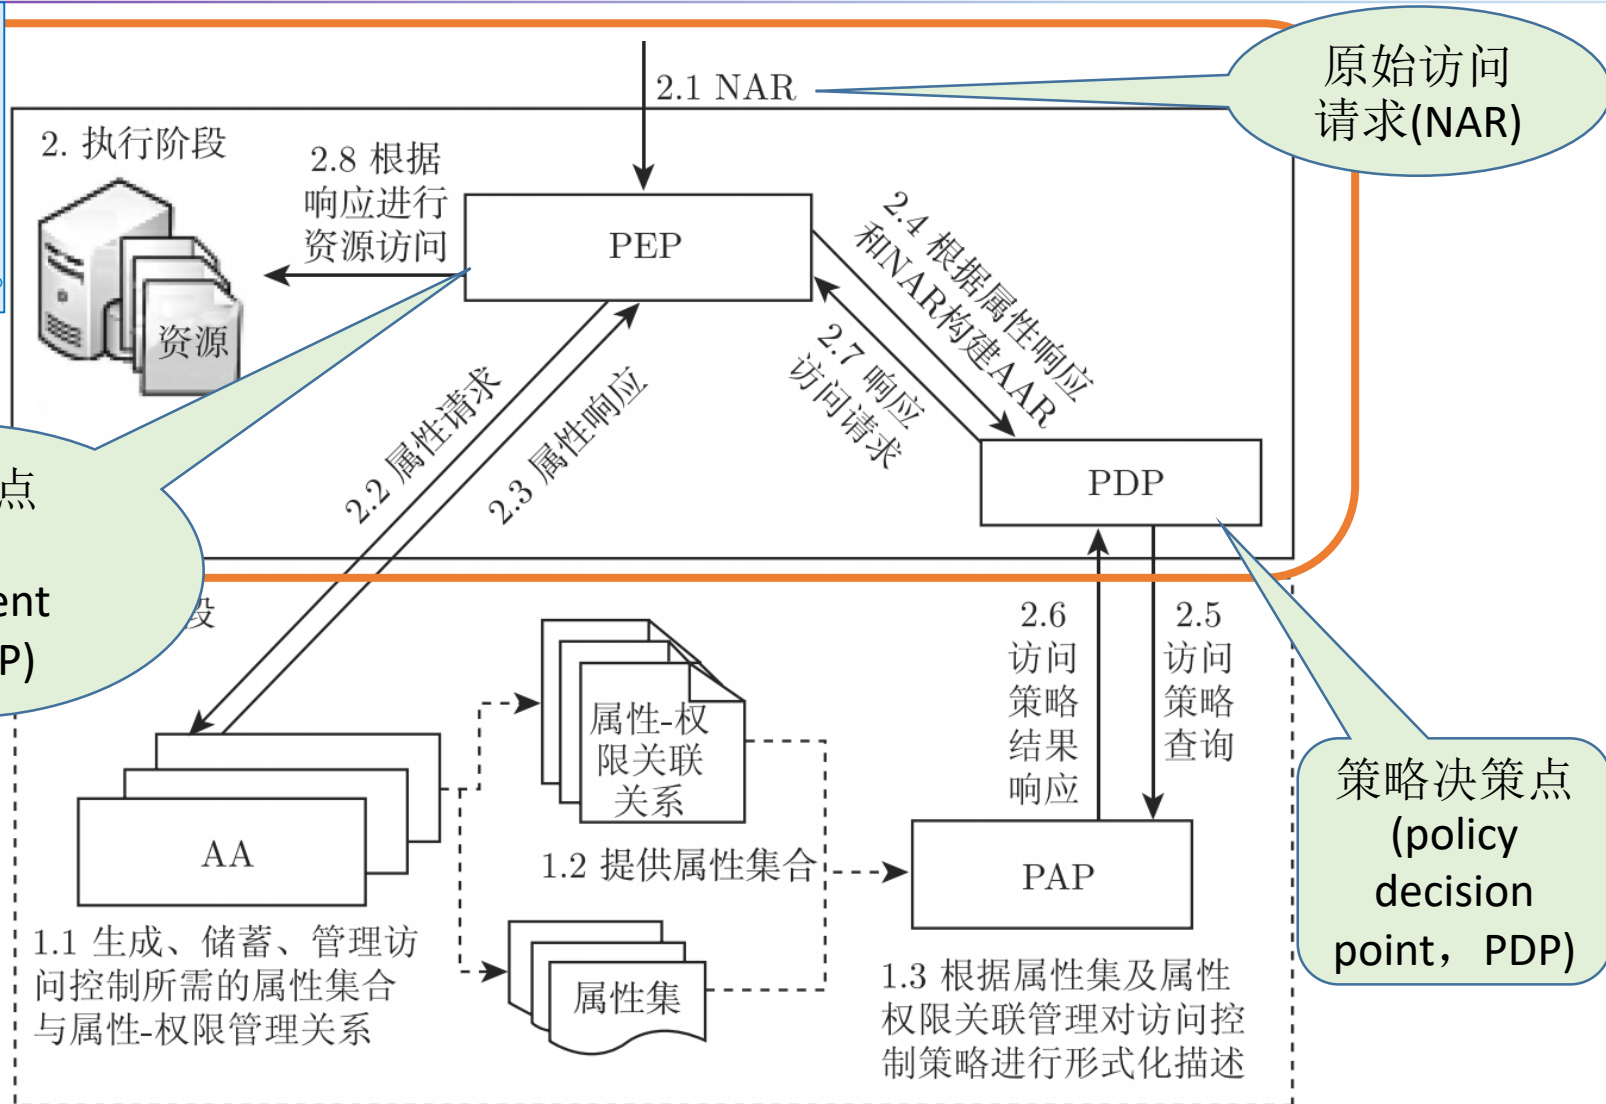 2.1 NAR
原始访问
请求(NAR)
2. 执行阶段
2.8 根据
响应进行
资源访问
PEP
资源
2.4 根据属性响应
和NAR构建AAR
2.7 响应
访问请求
2.2 属性请求
2.3 属性响应
PDP
点
ent
P)
段
2.6
访问
策略
结果
响应
2.5
访问
策略
查询
策略决策点
(policy
decision
point，PDP)
属性-权
限关联
关系
AA
1.2 提供属性集合
PAP
属性集
1.1 生成、储蓄、管理访
问控制所需的属性集合
与属性-权限管理关系
1.3 根据属性集及属性
权限关联管理对访问控
制策略进行形式化描述